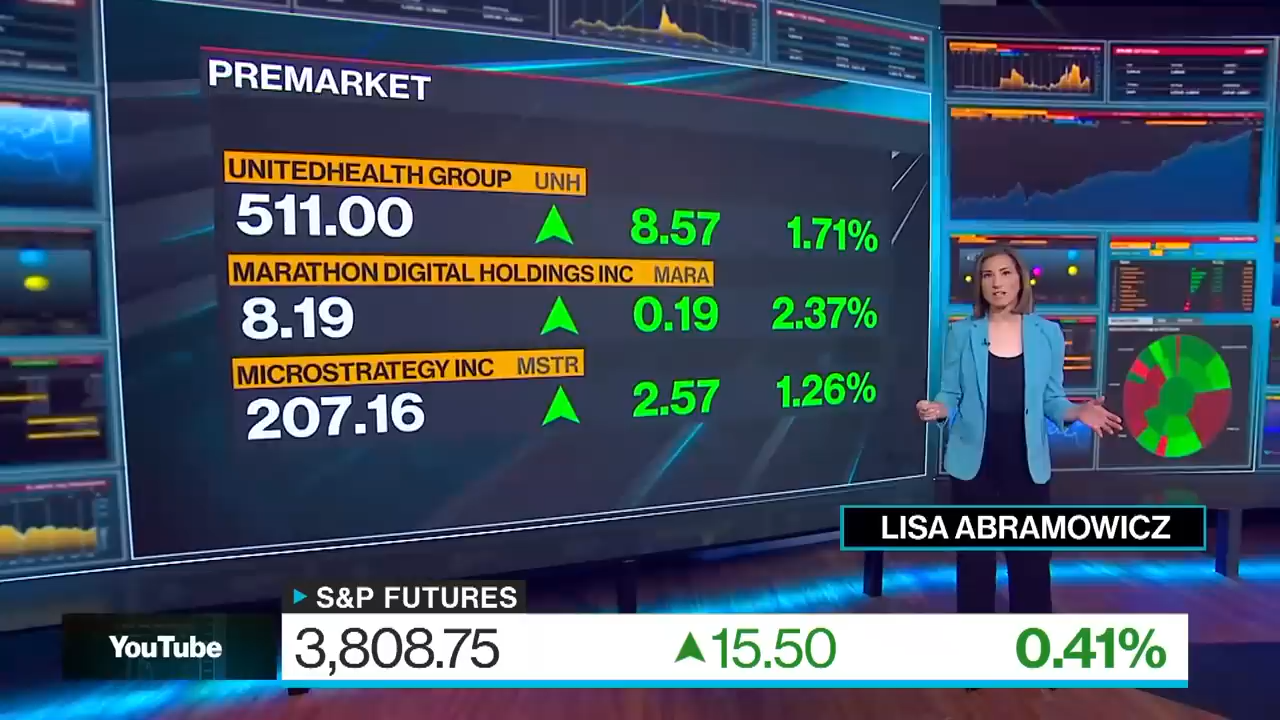 PREMARKET
UNITEDHEALTH GROUP UNH
511.00 8.57 1.71%
MARATHON DIGITAL HOLDINGS INC MARA
8.19 0.19 2.37%
MICROSTRATEGY INC MSTR
207.16 2.57 1.26%
LISA ABRAMOWICZ
S&P FUTURES
YouTube 3,808.75 15.50 0.41%